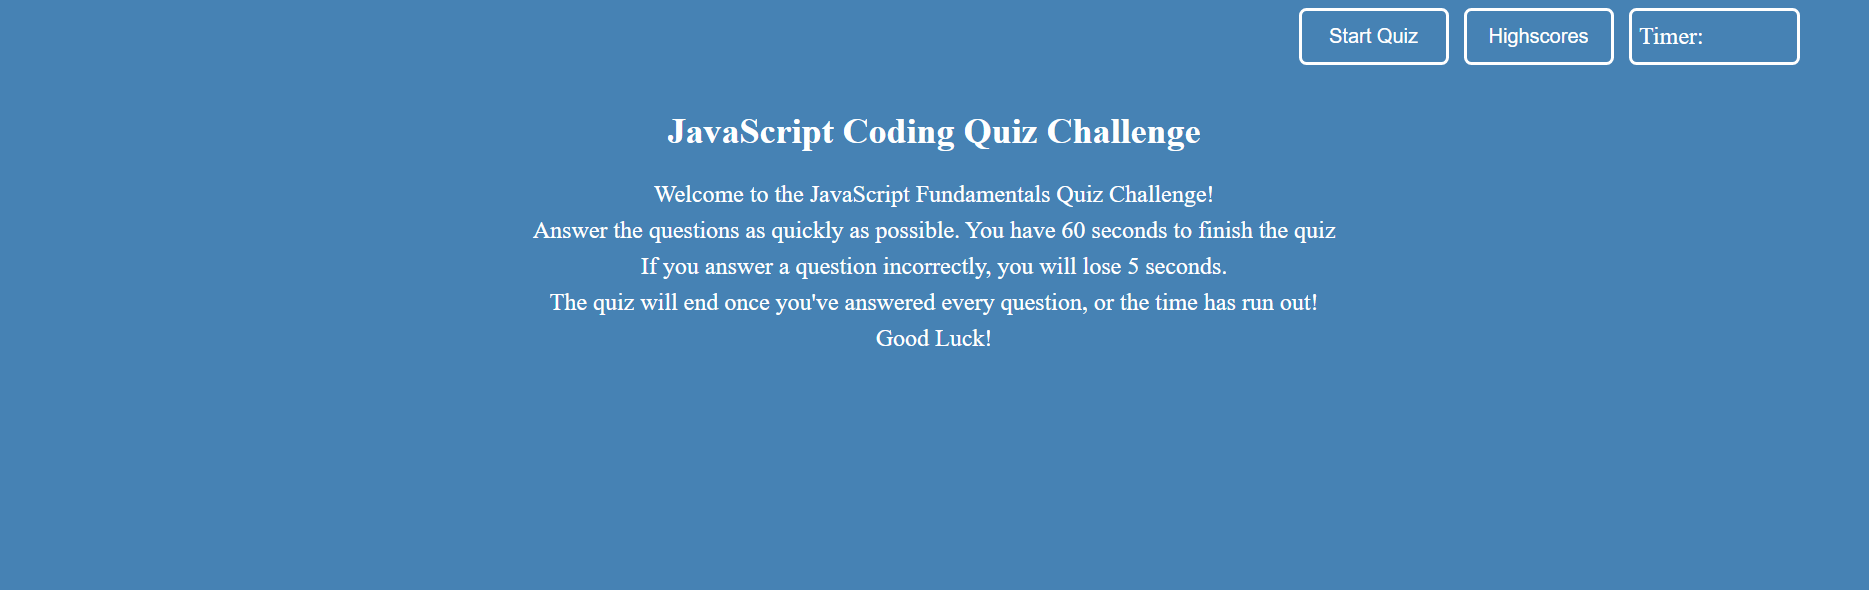 Start Quiz
Highscores
Timer:
JavaScript Coding Quiz Challenge
Welcome to the JavaScript Fundamentals Quiz Challenge!
Answer the questions as quickly as possible. You have 60 seconds to finish the quiz
If you answer a question incorrectly, you will lose 5 seconds.
The quiz will end once you've answered every question, or the time has run out!
Good Luck!